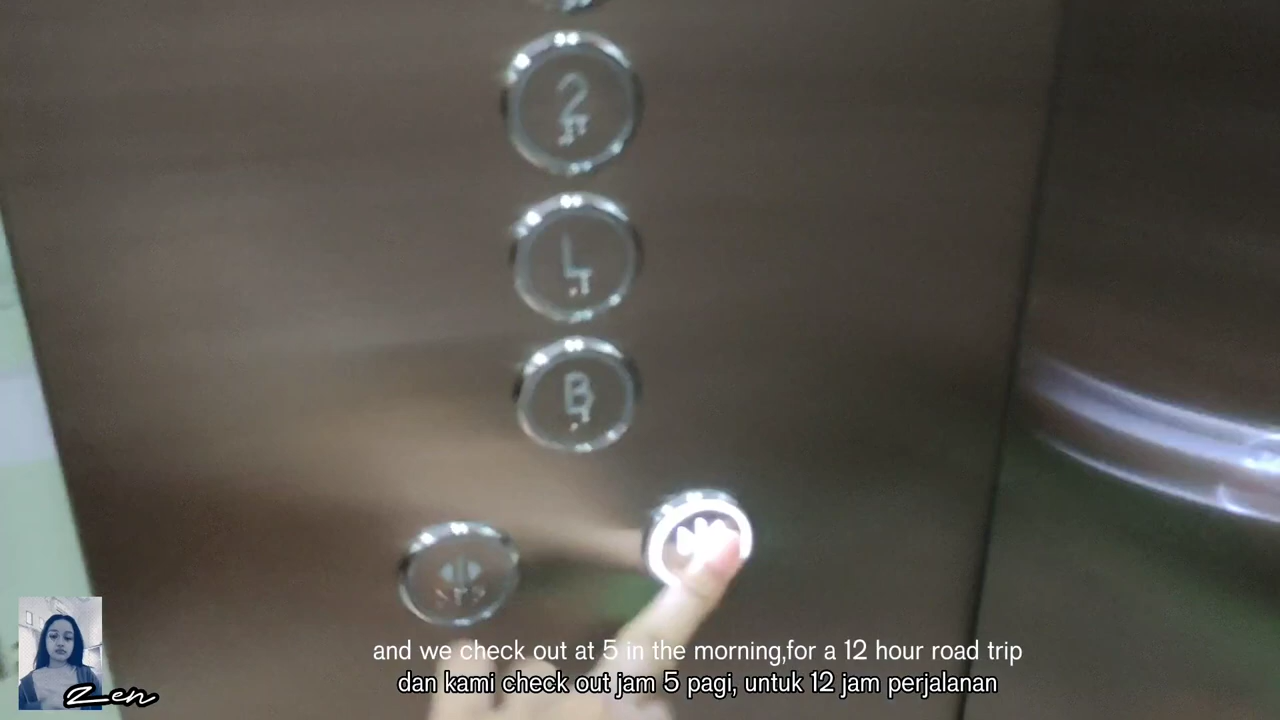 2
L
B
and we check out at 5 in the morning,for a 12 hour road trip
dan kami check out jam 5 pagi, untuk 12 jam perjalanan
Zen